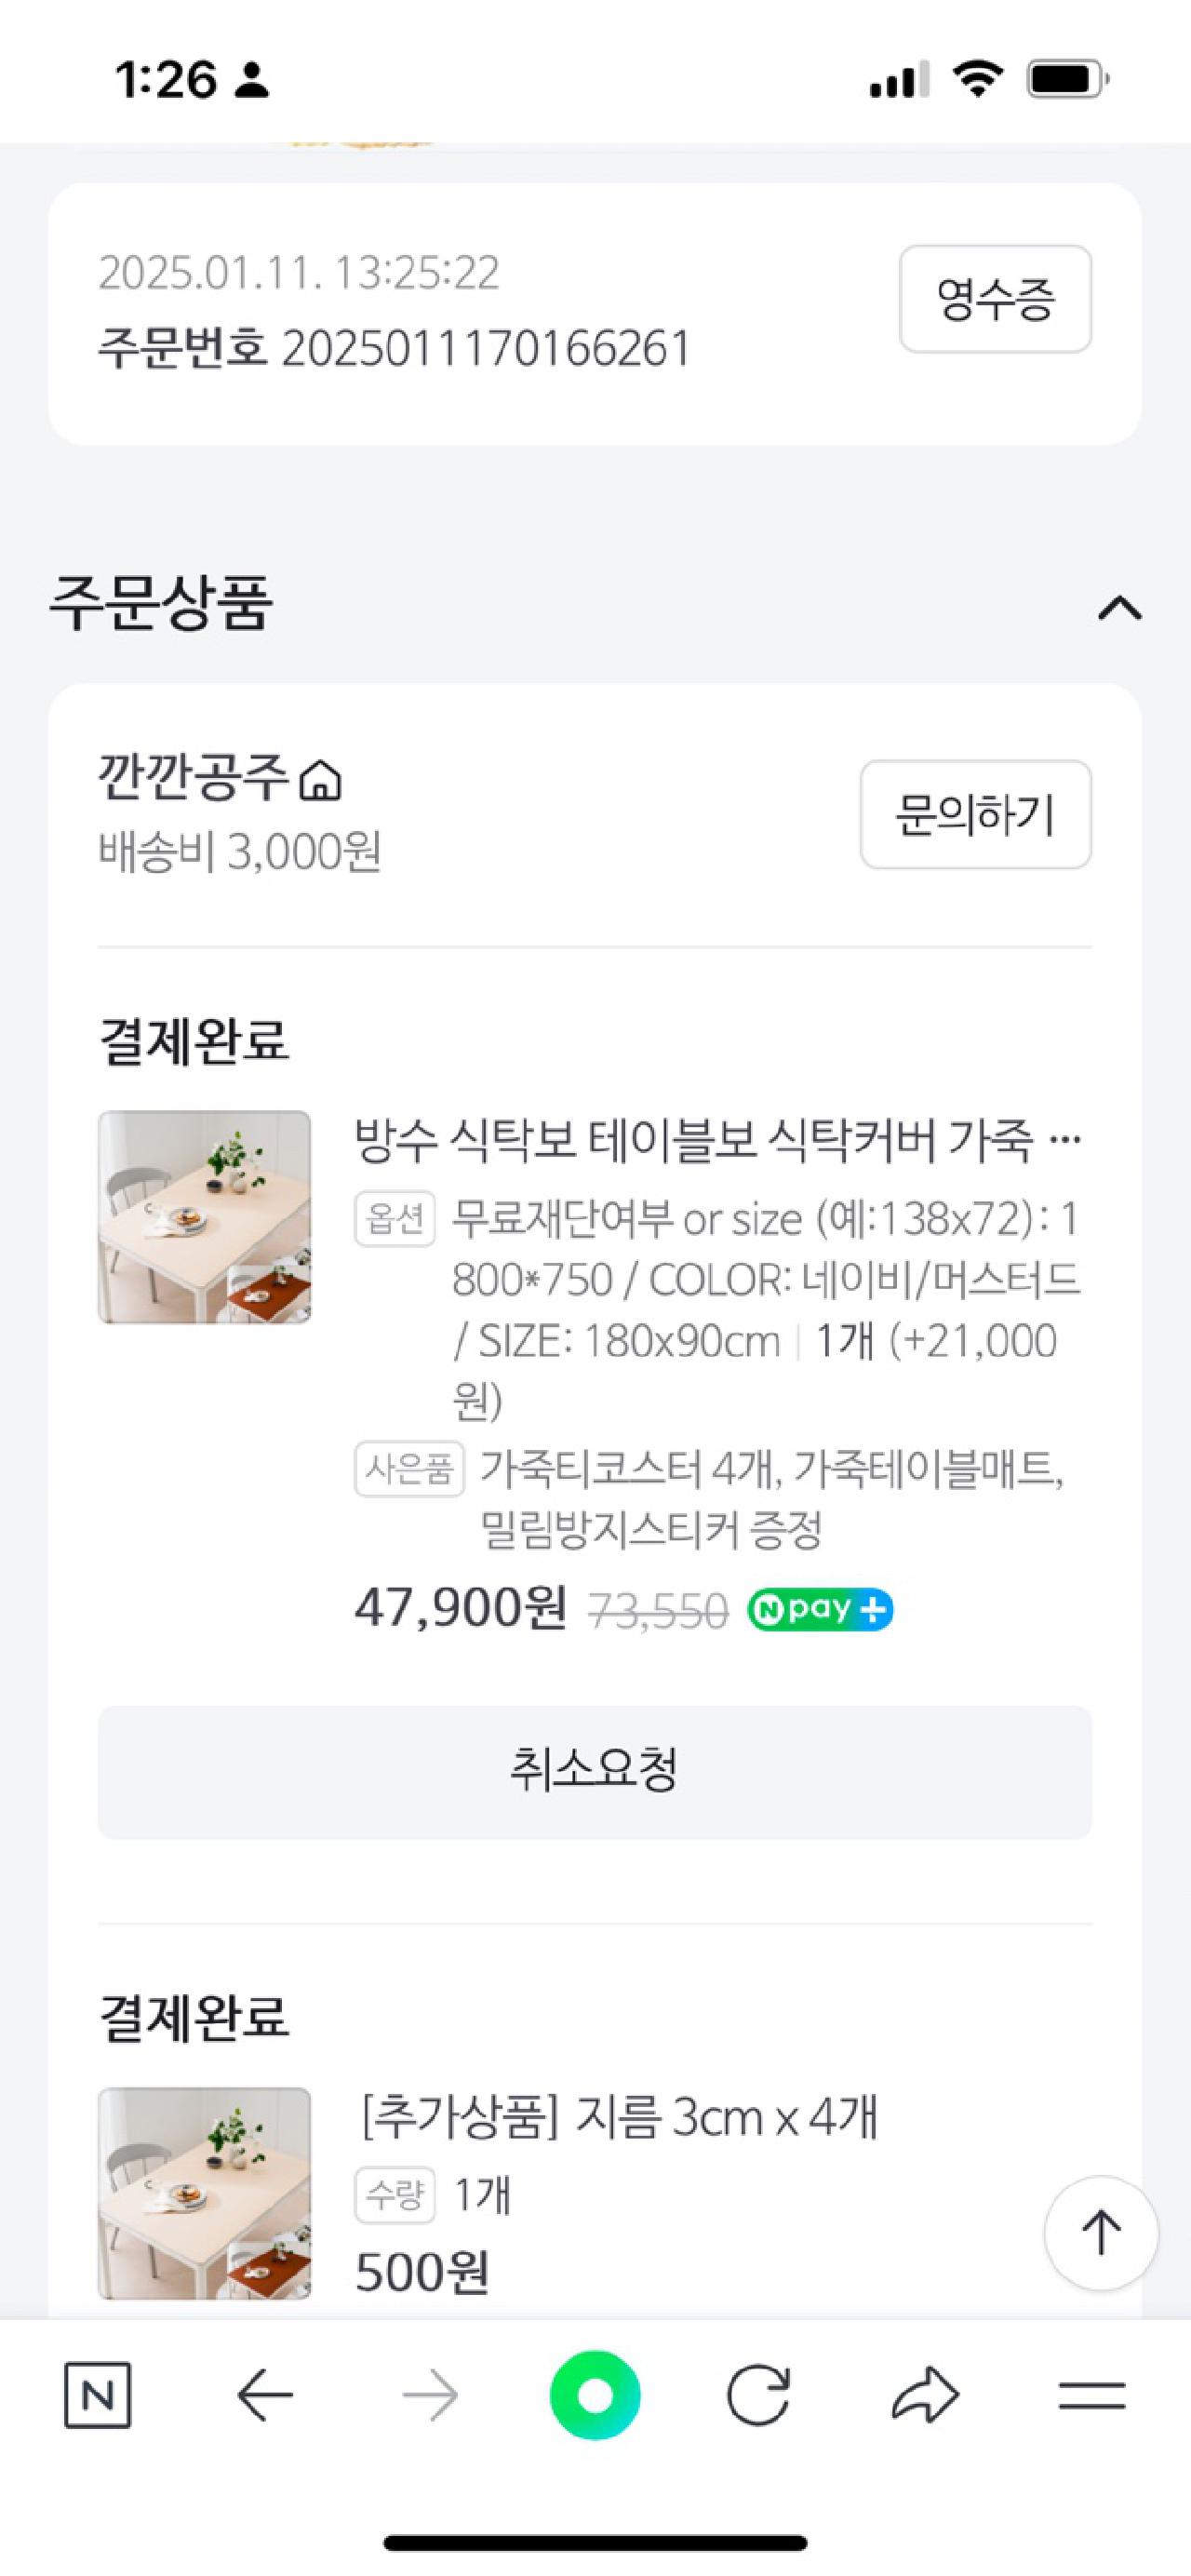 1:26
2025.01.11. 13:25:22
영수증
주문번호 2025011170166261
주문상품
깐깐공주
배송비 3,000원
문의하기
결제완료
방수 식탁보 테이블보 식탁커버 가죽 ···
옵션 무료재단여부 or size (예:138x72) : 1
800*750 / COLOR: 네이비/머스터드
/ SIZE: 180x90cm | 1개 (+21,000
원)
사은품 가죽티코스터 4개, 가죽테이블매트,
밀림방지스티커 증정
47,900원 73,550 N pay +
취소요청
결제완료
[추가상품] 지름 3cm x 4개
수량 1개
500원
N